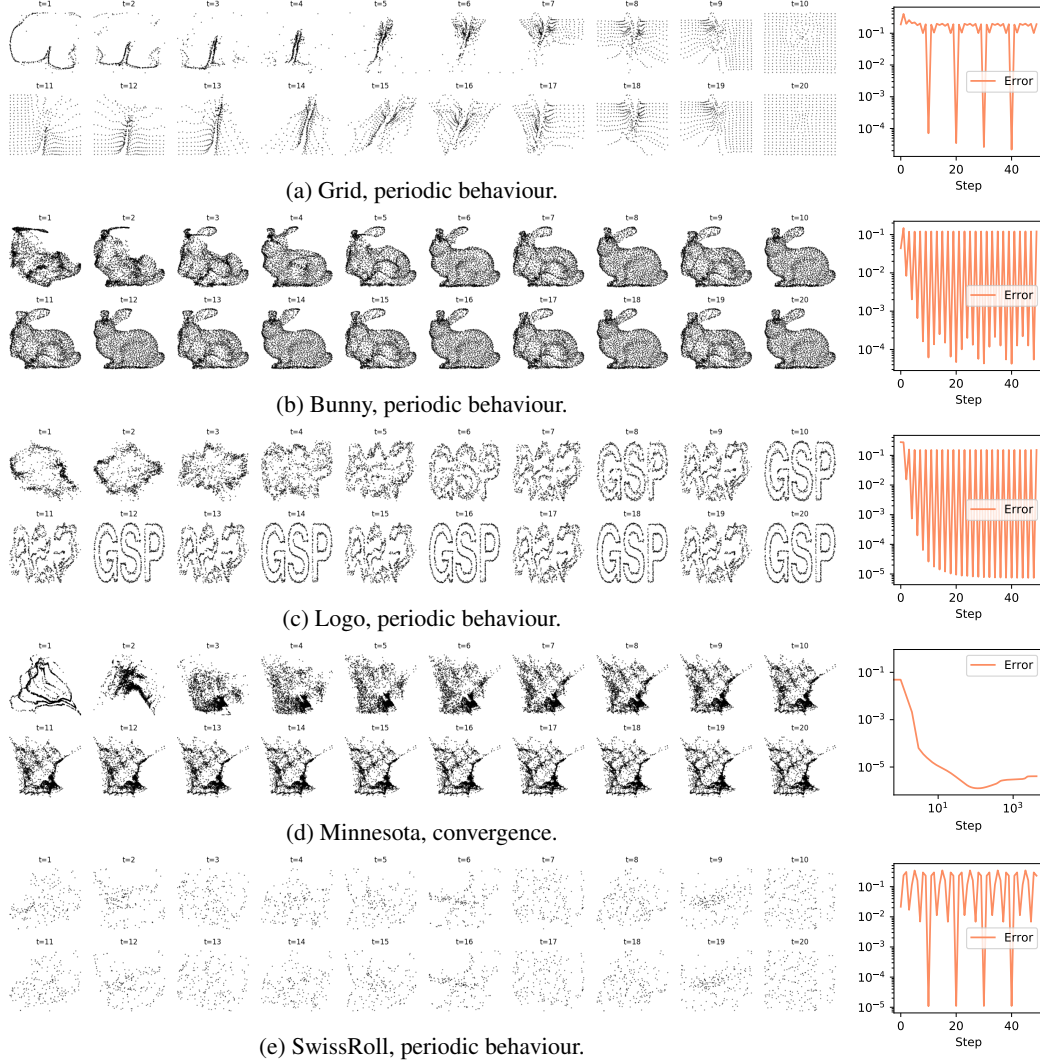 t=1 t=2 t=3 t=4 t=5 t=6 t=7 t=8 t=9 t=10
t=11 t=12 t=13 t=14 t=15 t=16 t=17 t=18 t=19 t=20
10⁻¹
10⁻²
10⁻³
10⁻⁴
Error
0 20 40
Step
(a) Grid, periodic behaviour.
t=1 t=2 t=3 t=4 t=5 t=6 t=7 t=8 t=9 t=10
t=11 t=12 t=13 t=14 t=15 t=16 t=17 t=18 t=19 t=20
10⁻¹
10⁻²
10⁻³
10⁻⁴
Error
0 20 40
Step
(b) Bunny, periodic behaviour.
t=1 t=2 t=3 t=4 t=5 t=6 t=7 t=8 t=9 t=10
GSP GSP GSP
t=11 t=12 t=13 t=14 t=15 t=16 t=17 t=18 t=19 t=20
GSP GSP GSP GSP GSP
10⁻¹
10⁻²
10⁻³
10⁻⁴
10⁻⁵
Error
0 20 40
Step
(c) Logo, periodic behaviour.
t=1 t=2 t=3 t=4 t=5 t=6 t=7 t=8 t=9 t=10
t=11 t=12 t=13 t=14 t=15 t=16 t=17 t=18 t=19 t=20
10⁻¹
10⁻³
10⁻⁵
Error
10¹ 10³
Step
(d) Minnesota, convergence.
t=1 t=2 t=3 t=4 t=5 t=6 t=7 t=8 t=9 t=10
t=11 t=12 t=13 t=14 t=15 t=16 t=17 t=18 t=19 t=20
10⁻¹
10⁻²
10⁻³
10⁻⁴
10⁻⁵
Error
0 20 40
Step
(e) SwissRoll, periodic behaviour.